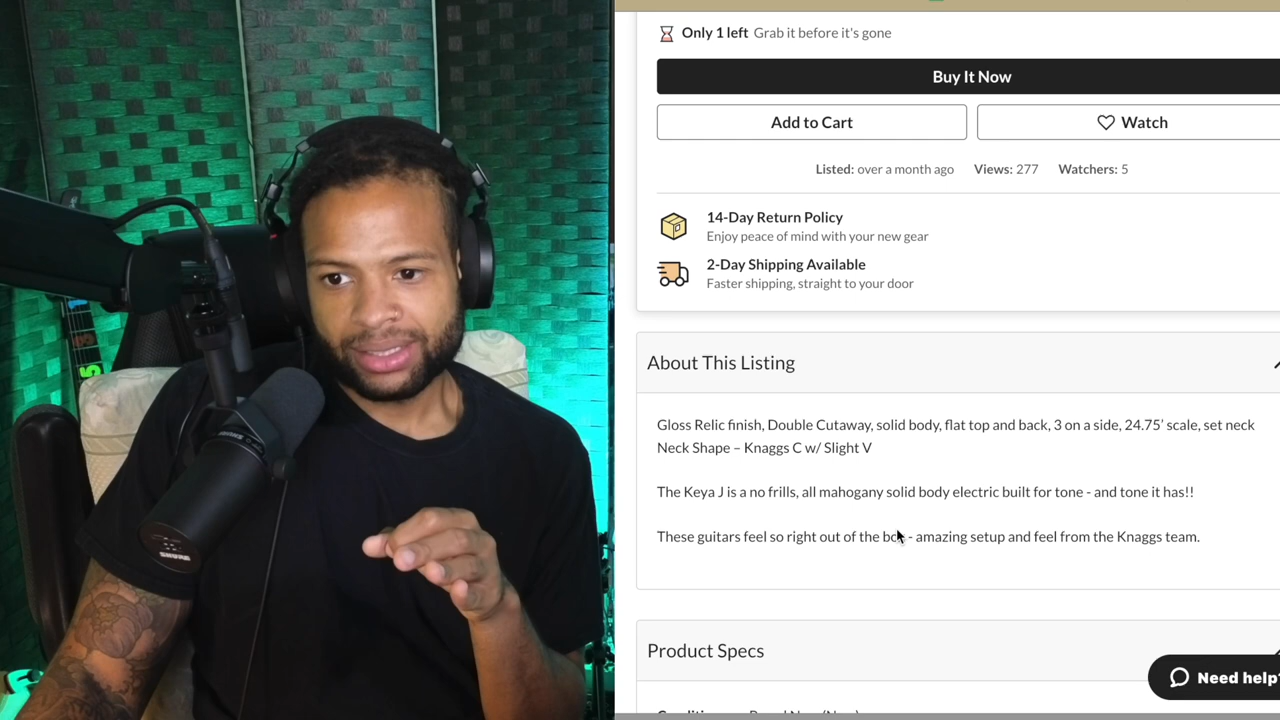 Only 1 left Grab it before it's gone
Buy It Now
Add to Cart
Watch
Listed: over a month ago Views: 277 Watchers: 5
14-Day Return Policy
Enjoy peace of mind with your new gear
2-Day Shipping Available
Faster shipping, straight to your door
About This Listing
Gloss Relic finish, Double Cutaway, solid body, flat top and back, 3 on a side, 24.75' scale, set neck
Neck Shape – Knaggs C w/ Slight V
The Keya J is a no frills, all mahogany solid body electric built for tone - and tone it has!!
These guitars feel so right out of the - amazing setup and feel from the Knaggs team.
Product Specs
Need help?
SHURE